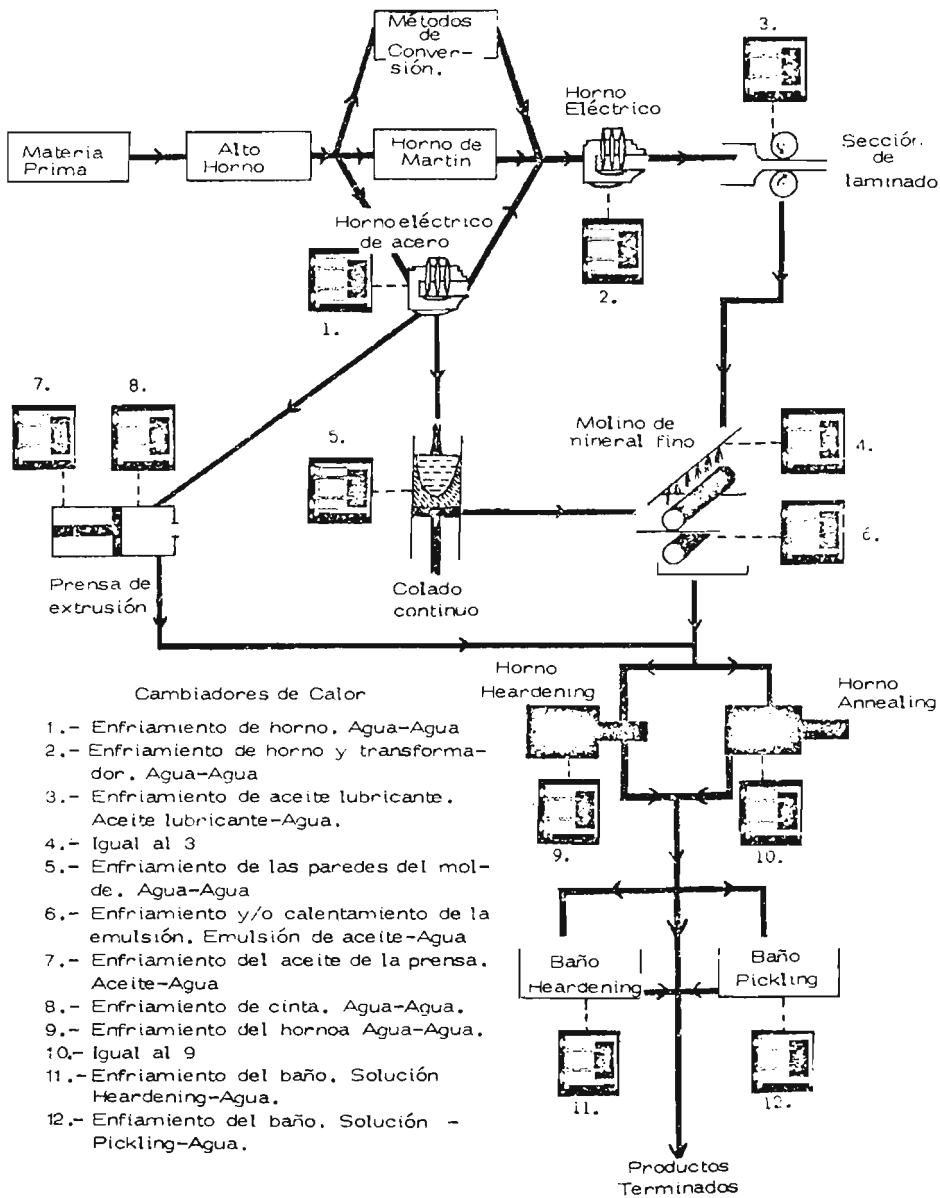 Métodos
de
Conver-
sión.
3.
Horno
Eléctrico
Materia
Prima
Alto
Horno
Horno de
Martin
Sección
de
laminado
Horno eléctrico
de acero
1.
2.
7.
8.
5.
Molino de
mineral fino
4.
6.
Prensa de
extrusión
Colado
continuo
Horno
Heardening
Horno
Annealing
9.
10.
Cambiadores de Calor
1.- Enfriamiento de horno. Agua-Agua
2.- Enfriamiento de horno y transforma-
dor. Agua-Agua
3.- Enfriamiento de aceite lubricante.
Aceite lubricante-Agua.
4.- Igual al 3
5.- Enfriamiento de las paredes del mol-
de. Agua-Agua
6.- Enfriamiento y/o calentamiento de la
emulsión. Emulsión de aceite-Agua
7.- Enfriamiento del aceite de la prensa.
Aceite-Agua
8.- Enfriamiento de cinta. Agua-Agua.
9.- Enfriamiento del hornoa Agua-Agua.
10.- Igual al 9
11.- Enfriamiento del baño. Solución
Heardening-Agua.
12.- Enfiamiento del baño. Solución -
Pickling-Agua.
Baño
Heardening
Baño
Pickling
11.
12.
Productos
Terminados